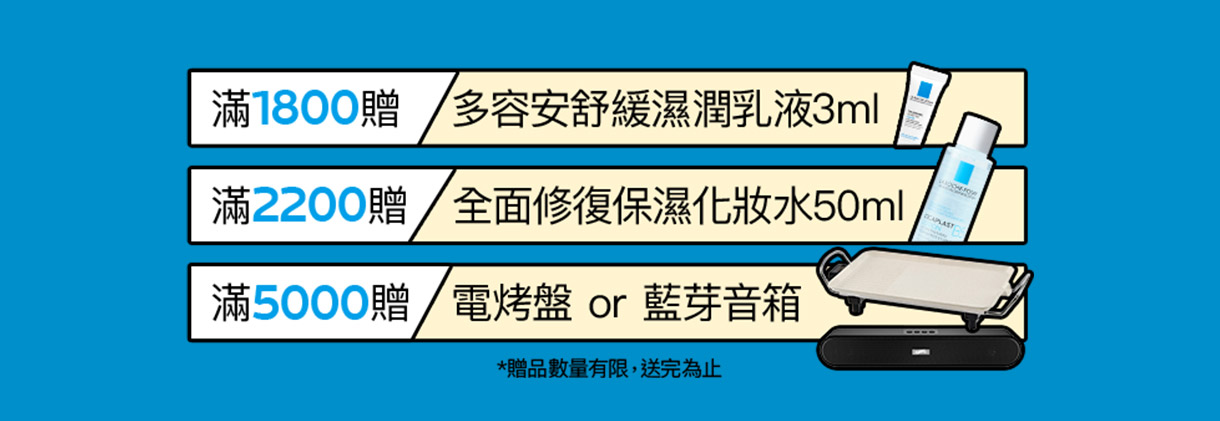 滿1800贈 多容安舒緩濕潤乳液3ml
滿2200贈 全面修復保濕化妝水50ml
滿5000贈 電烤盤 or 藍芽音箱
*贈品數量有限，送完為止